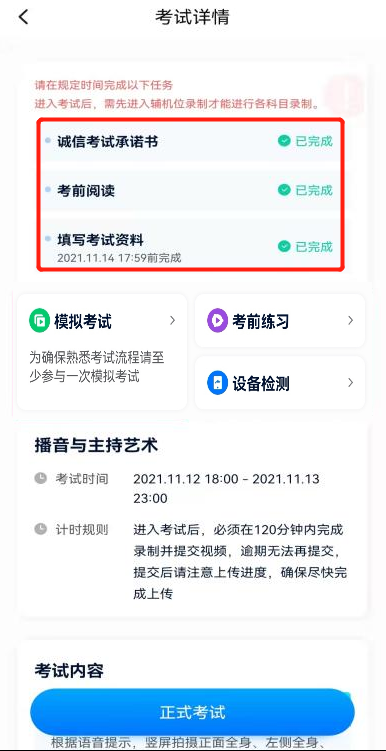 考试详情
请在规定时间完成以下任务
进入考试后，需先进入辅机位录制才能进行各科目录制。
诚信考试承诺书 已完成
考前阅读 已完成
填写考试资料 已完成
2021.11.14 17:59前完成
模拟考试
考前练习
为确保熟悉考试流程请至
少参与一次模拟考试
设备检测
播音与主持艺术
考试时间 2021.11.12 18:00 - 2021.11.13
23:00
计时规则 进入考试后，必须在120分钟内完成
录制并提交视频，逾期无法再提交，
提交后请注意上传进度，确保尽快完
成上传
考试内容
正式考试
根据语音提示，竖屏拍摄正面全身、左侧全身、